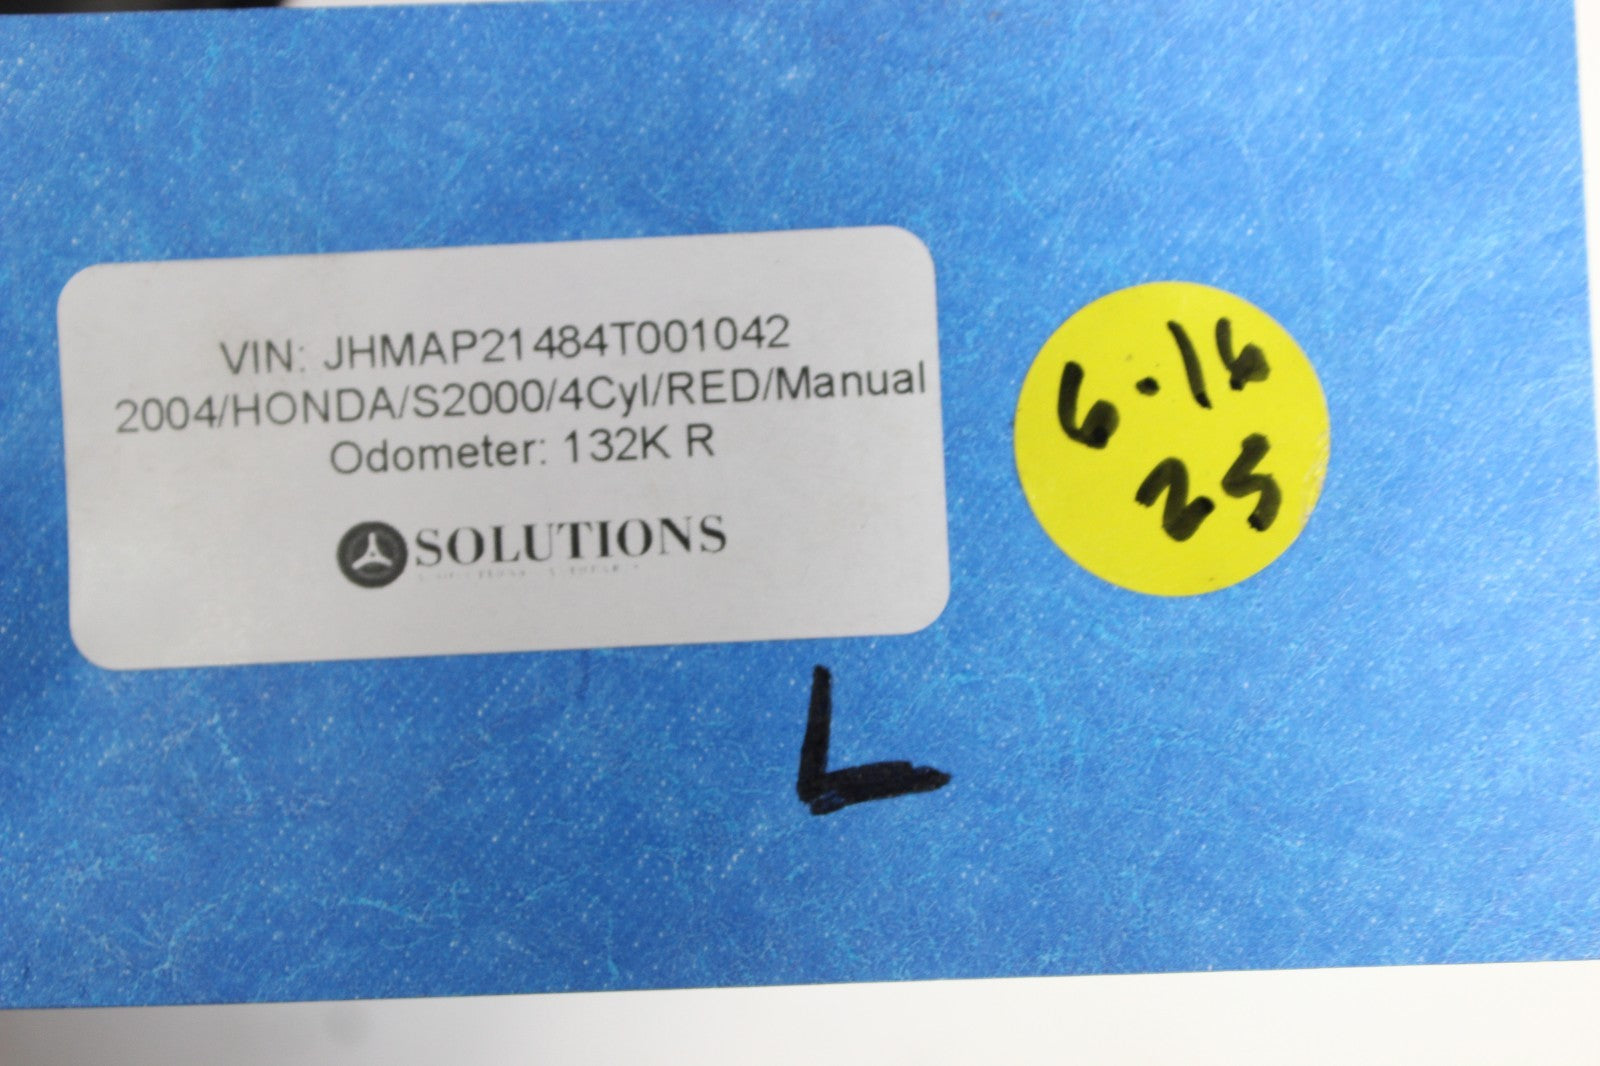 VIN: JHMAP21484T001042
2004/HONDA/S2000/4Cyl/RED/Manual
Odometer: 132K R
SOLUTIONS
6.16
25
L